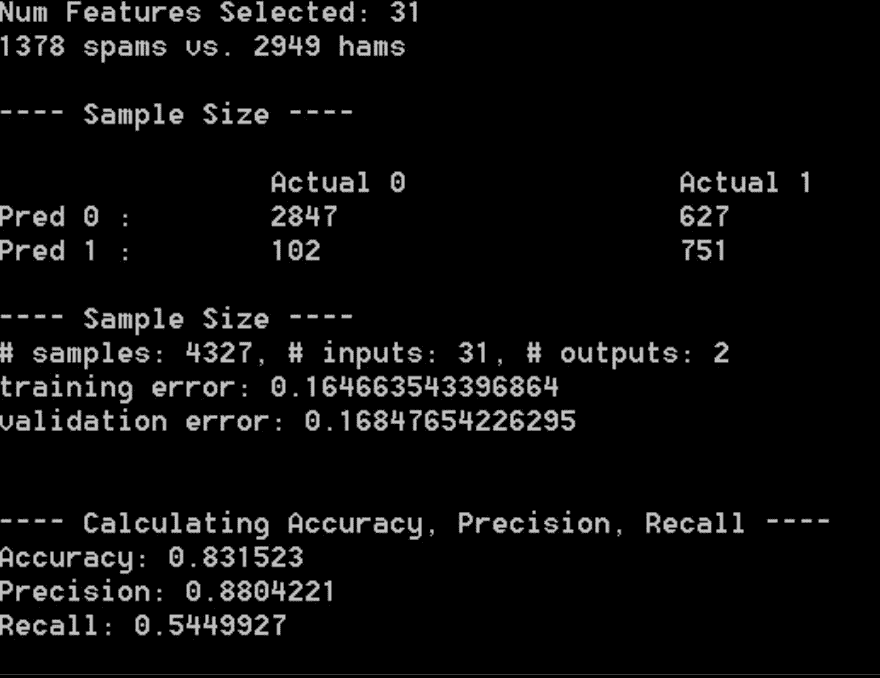 Num Features Selected: 31
1378 spams vs. 2949 hams
---- Sample Size ----
Actual 0 Actual 1
Pred 0 : 2847 627
Pred 1 : 102 751
---- Sample Size ----
# samples: 4327, # inputs: 31, # outputs: 2
training error: 0.164663543396864
validation error: 0.16847654226295
---- Calculating Accuracy, Precision, Recall ----
Accuracy: 0.831523
Precision: 0.8804221
Recall: 0.5449927